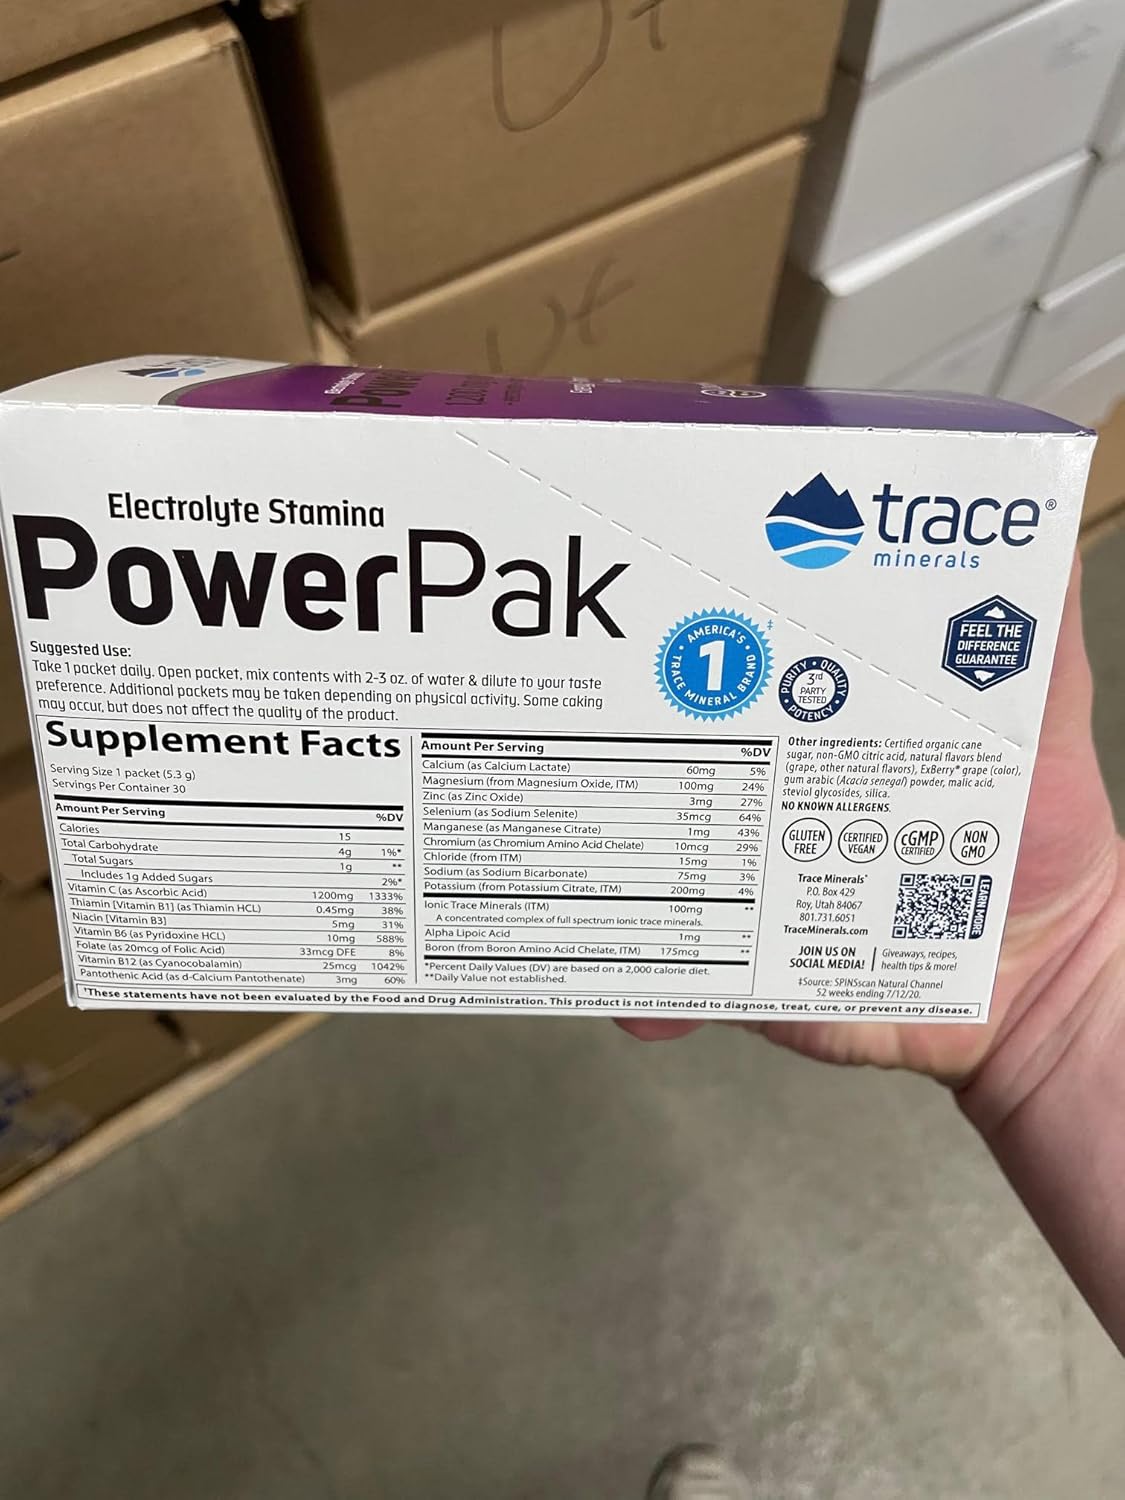 Ut
Ut
Electrolyte Stamina
PowerPak
trace®
minerals
Suggested Use:
Take 1 packet daily. Open packet, mix contents with 2-3 oz. of water & dilute to your taste
preference. Additional packets may be taken depending on physical activity. Some caking
may occur, but does not affect the quality of the product.
AMERICA'S
1
TRACE MINERAL BRAND
‡
PURITY • QUALITY
3rd
PARTY
TESTED
POTENCY
FEEL THE
DIFFERENCE
GUARANTEE
Supplement Facts
Serving Size 1 packet (5.3 g)
Servings Per Container 30
Amount Per Serving %DV
Calories 15
Total Carbohydrate 4g 1%*
Total Sugars 1g **
Includes 1g Added Sugars 2%*
Vitamin C (as Ascorbic Acid) 1200mg 1333%
Thiamin [Vitamin B1] (as Thiamin HCL) 0.45mg 38%
Niacin [Vitamin B3] 5mg 31%
Vitamin B6 (as Pyridoxine HCL) 10mg 588%
Folate (as 20mcg of Folic Acid) 33mcg DFE 8%
Vitamin B12 (as Cyanocobalamin) 25mcg 1042%
Pantothenic Acid (as d-Calcium Pantothenate) 3mg 60%
Amount Per Serving %DV
Calcium (as Calcium Lactate) 60mg 5%
Magnesium (from Magnesium Oxide, ITM) 100mg 24%
Zinc (as Zinc Oxide) 3mg 27%
Selenium (as Sodium Selenite) 35mcg 64%
Manganese (as Manganese Citrate) 1mg 43%
Chromium (as Chromium Amino Acid Chelate) 10mcg 29%
Chloride (from ITM) 15mg 1%
Sodium (as Sodium Bicarbonate) 75mg 3%
Potassium (from Potassium Citrate, ITM) 200mg 4%
Ionic Trace Minerals (ITM) 100mg **
A concentrated complex of full spectrum ionic trace minerals.
Alpha Lipoic Acid 1mg **
Boron (from Boron Amino Acid Chelate, ITM) 175mcg **
*Percent Daily Values (DV) are based on a 2,000 calorie diet.
**Daily Value not established.
Other ingredients: Certified organic cane
sugar, non-GMO citric acid, natural flavors blend
(grape, other natural flavors), ExBerry® grape (color),
gum arabic (Acacia senegal) powder, malic acid,
steviol glycosides, silica.
NO KNOWN ALLERGENS.
GLUTEN
FREE
CERTIFIED
VEGAN
cGMP
CERTIFIED
NON
GMO
Trace Minerals®
P.O. Box 429
Roy, Utah 84067
801.731.6051
TraceMinerals.com
LEARN MORE
JOIN US ON
SOCIAL MEDIA!
Giveaways, recipes,
health tips & more!
‡Source: SPINSscan Natural Channel
52 weeks ending 7/12/20.
†These statements have not been evaluated by the Food and Drug Administration. This product is not intended to diagnose, treat, cure, or prevent any disease.